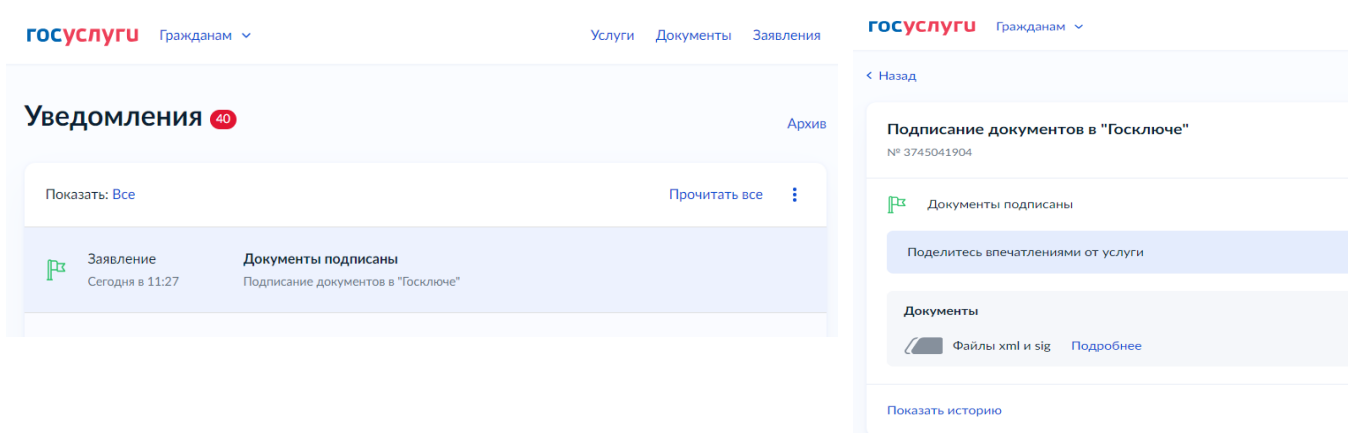 госуслуги Гражданам
Услуги Документы Заявления
Уведомления 40
Архив
Показать: Все
Прочитать все
Заявление
Документы подписаны
Сегодня в 11:27
Подписание документов в "Госключе"
госуслуги Гражданам
Назад
Подписание документов в "Госключе"
№ 3745041904
Документы подписаны
Поделитесь впечатлениями от услуги
Документы
Файлы xml и sig Подробнее
Показать историю